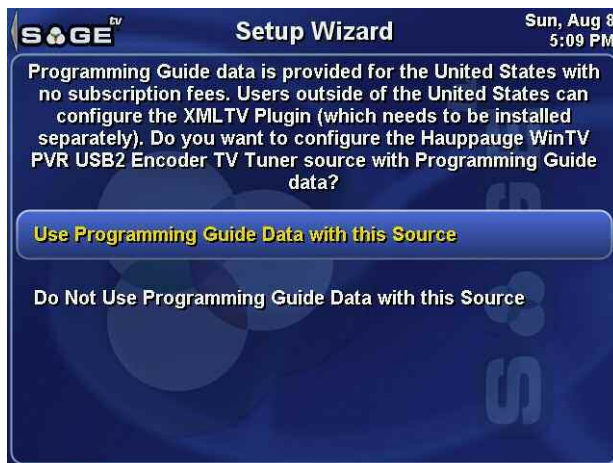 SAGE tv
Setup Wizard
Sun, Aug 8
5:09 PM
Programming Guide data is provided for the United States with
no subscription fees. Users outside of the United States can
configure the XMLTV Plugin (which needs to be installed
separately). Do you want to configure the Hauppauge WinTV
PVR USB2 Encoder TV Tuner source with Programming Guide
data?
Use Programming Guide Data with this Source
Do Not Use Programming Guide Data with this Source